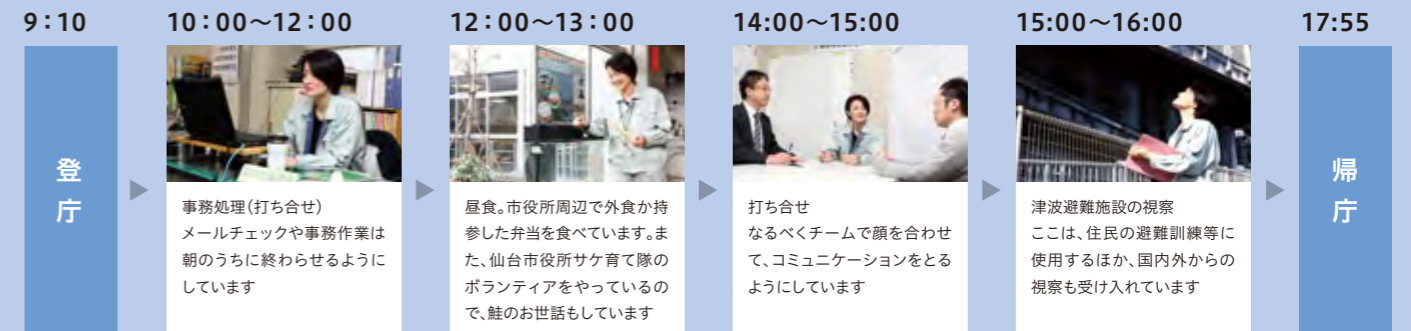 9：10
登庁
10：00～12：00
事務処理（打ち合せ）
メールチェックや事務作業は
朝のうちに終わらせるように
しています
12：00～13：00
昼食。市役所周辺で外食か持
参した弁当を食べています。ま
た、仙台市役所サケ育て隊の
ボランティアをやっているの
で、鮭のお世話もしています
14:00～15:00
打ち合せ
なるべくチームで顔を合わせ
て、コミュニケーションをとる
ようにしています
15:00～16:00
津波避難施設の視察
ここは、住民の避難訓練等に
使用するほか、国内外からの
視察も受け入れています
17:55
帰庁